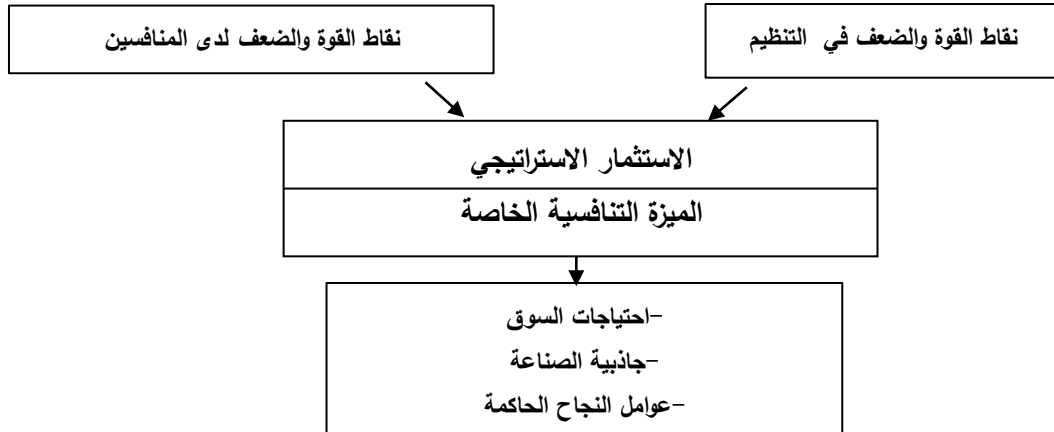 نقاط القوة والضعف في التنظيم
نقاط القوة والضعف لدى المنافسين
الاستثمار الاستراتيجي
الميزة التنافسية الخاصة
-احتياجات السوق
-جاذبية الصناعة
-عوامل النجاح الحاكمة